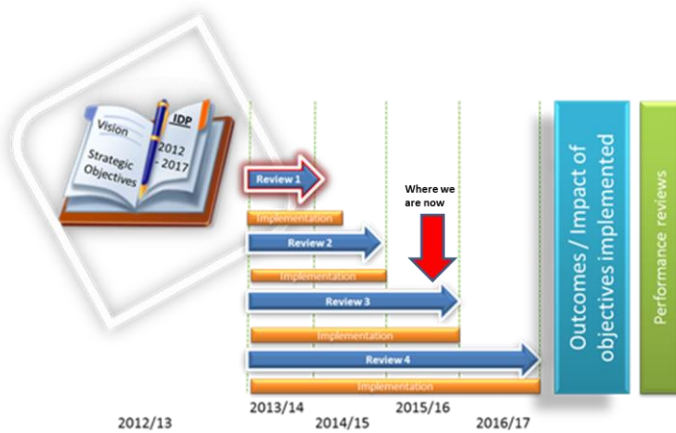 Vision
Strategic
Objectives
IDP
2012
- 2017
Review 1
Implementation
Review 2
Implementation
Review 3
Implementation
Review 4
Implementation
Where we
are now
2012/13
2013/14
2014/15
2015/16
2016/17
Outcomes / Impact of
objectives implemented
Performance reviews